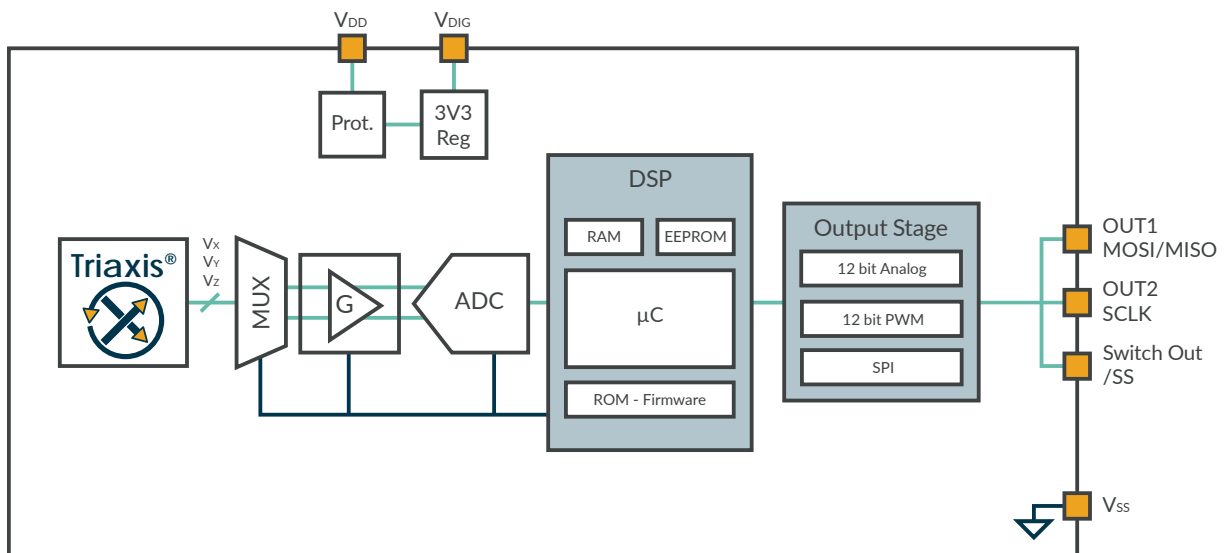 VDD
VDIG
Prot.
3V3
Reg
Triaxis®
VX
VY
VZ
MUX
G
ADC
DSP
RAM
EEPROM
µC
ROM - Firmware
Output Stage
12 bit Analog
12 bit PWM
SPI
OUT1
MOSI/MISO
OUT2
SCLK
Switch Out
/SS
VSS